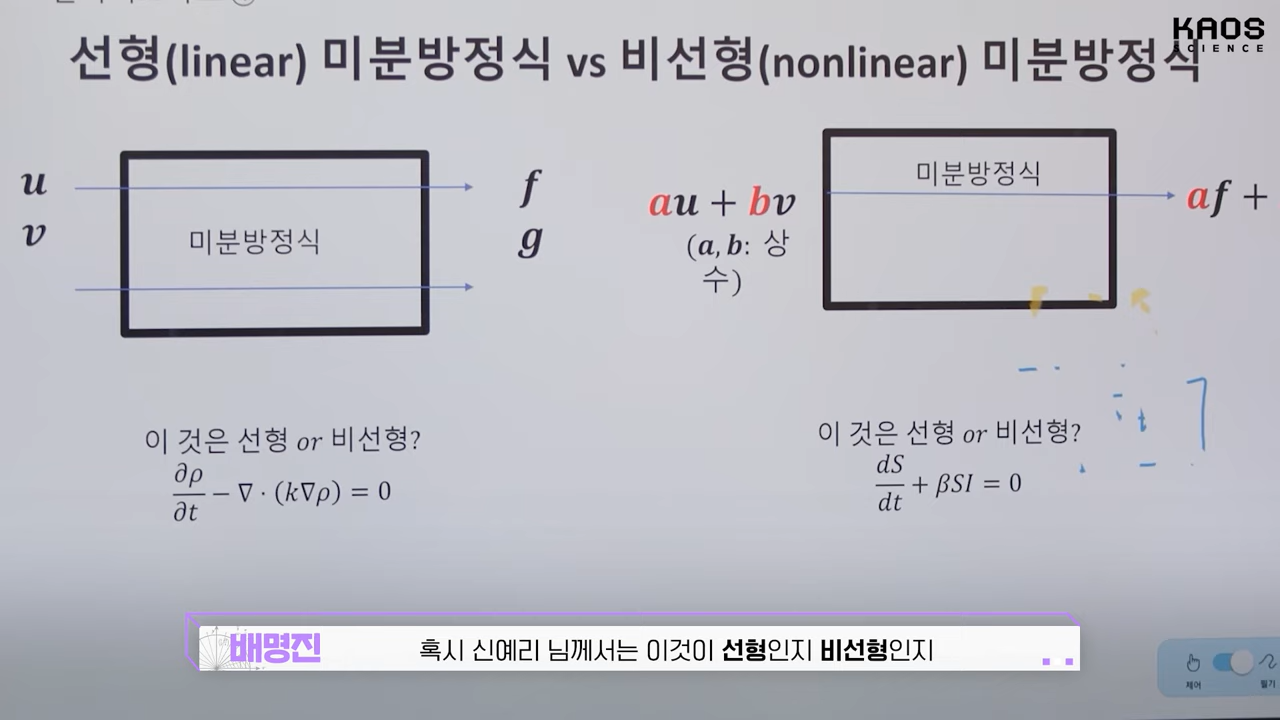 KAOS
SCIENCE
선형(linear) 미분방정식 vs 비선형(nonlinear) 미분방정식
u
v
미분방정식
f
g
au + bv
(a, b: 상
수)
미분방정식
af +
이 것은 선형 or 비선형?
∂ρ/∂t − ∇ · (k∇ρ) = 0
이 것은 선형 or 비선형?
dS/dt + βSI = 0
배명진
혹시 신예리 님께서는 이것이 선형인지 비선형인지
제어
필기